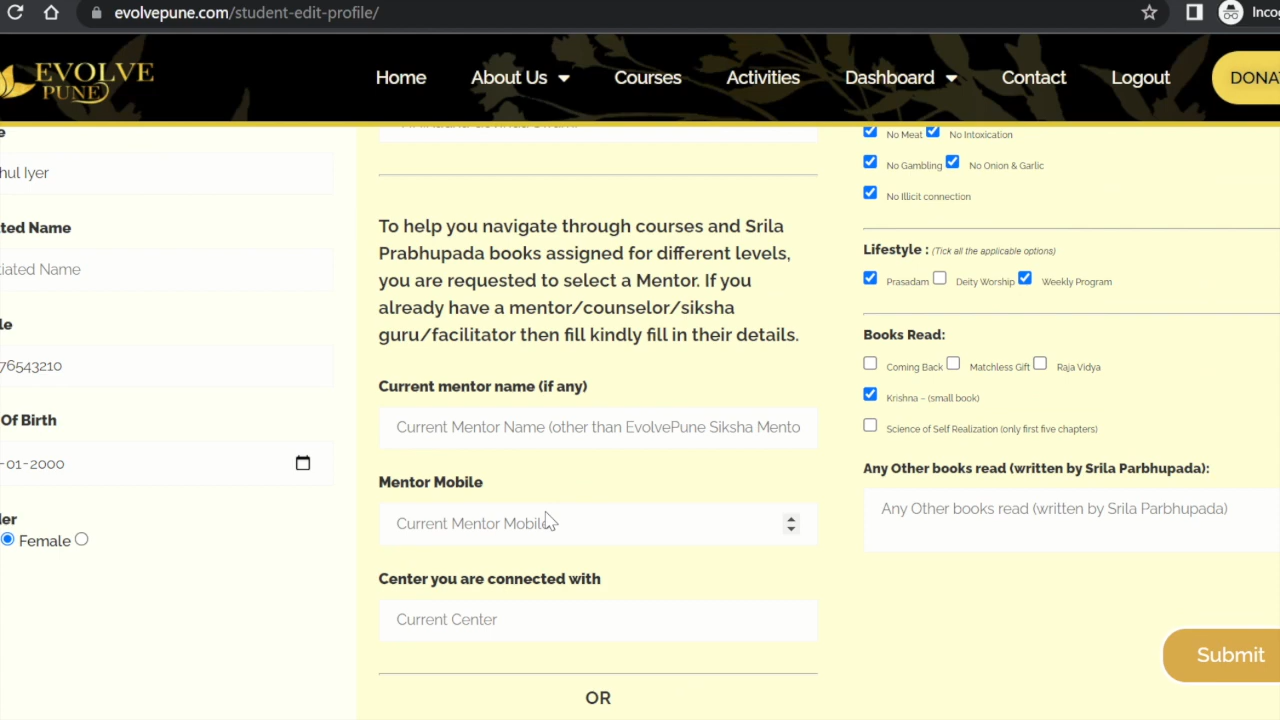 evolvepune.com/student-edit-profile/
EVOLVE
PUNE
Home
About Us
Courses
Activities
Dashboard
Contact
Logout
DONA
e
hul Iyer
ted Name
tiated Name
le
76543210
Of Birth
-01-2000
der
Female
To help you navigate through courses and Srila
Prabhupada books assigned for different levels,
you are requested to select a Mentor. If you
already have a mentor/counselor/siksha
guru/facilitator then fill kindly fill in their details.
Current mentor name (if any)
Current Mentor Name (other than EvolvePune Siksha Mento
Mentor Mobile
Current Mentor Mobile
Center you are connected with
Current Center
OR
No Meat No Intoxication
No Gambling No Onion & Garlic
No Illicit connection
Lifestyle : (Tick all the applicable options)
Prasadam Deity Worship Weekly Program
Books Read:
Coming Back Matchless Gift Raja Vidya
Krishna – (small book)
Science of Self Realization (only first five chapters)
Any Other books read (written by Srila Parbhupada):
Any Other books read (written by Srila Parbhupada)
Submit